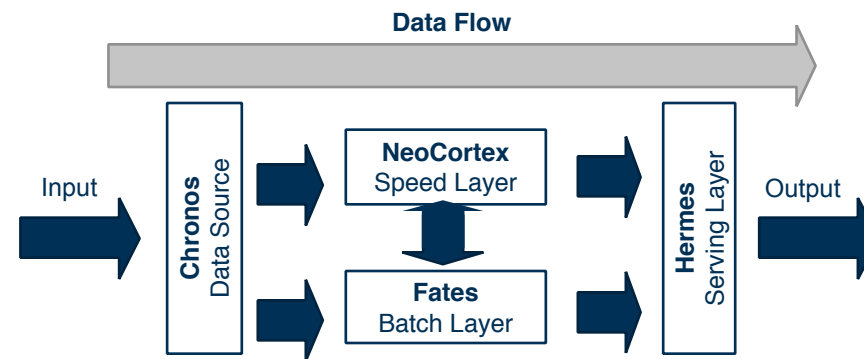 Data Flow
Input
Chronos
Data Source
NeoCortex
Speed Layer
Fates
Batch Layer
Hermes
Serving Layer
Output